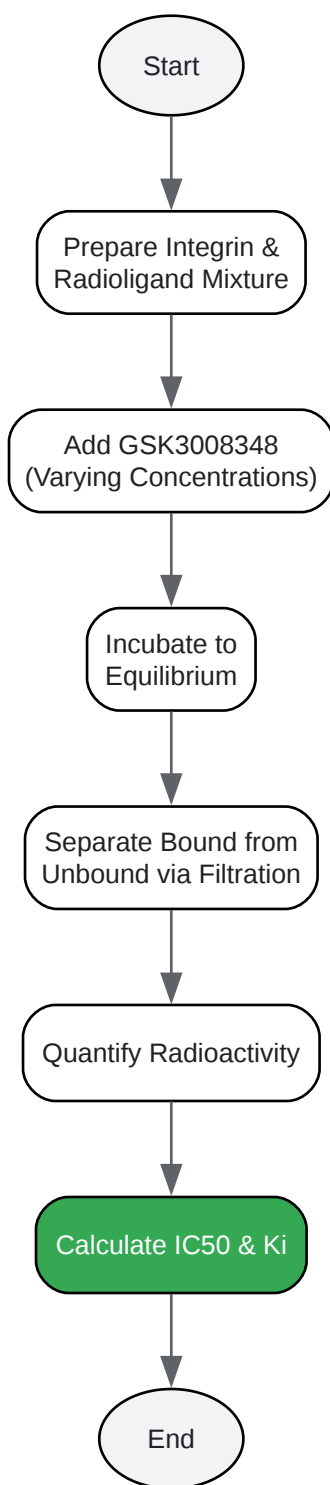 Start
Prepare Integrin &
Radioligand Mixture
Add GSK3008348
(Varying Concentrations)
Incubate to
Equilibrium
Separate Bound from
Unbound via Filtration
Quantify Radioactivity
Calculate IC50 & Ki
End